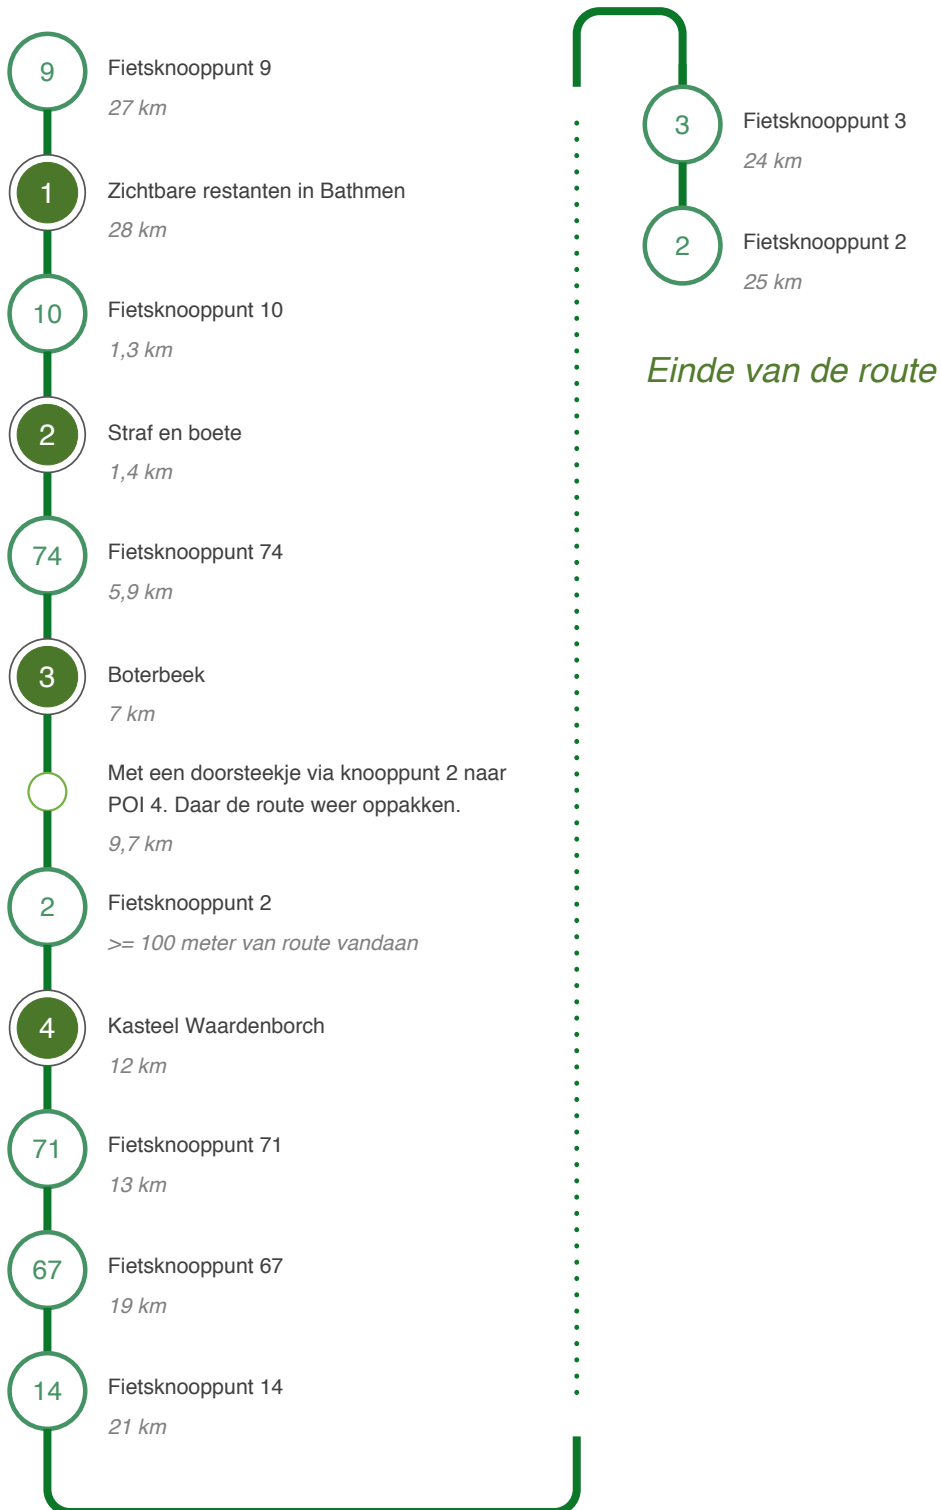 9
Fietsknooppunt 9
27 km
1
Zichtbare restanten in Bathmen
28 km
10
Fietsknooppunt 10
1,3 km
2
Straf en boete
1,4 km
74
Fietsknooppunt 74
5,9 km
3
Boterbeek
7 km
Met een doorsteekje via knooppunt 2 naar
POI 4. Daar de route weer oppakken.
9,7 km
2
Fietsknooppunt 2
>= 100 meter van route vandaan
4
Kasteel Waardenborch
12 km
71
Fietsknooppunt 71
13 km
67
Fietsknooppunt 67
19 km
14
Fietsknooppunt 14
21 km
3
Fietsknooppunt 3
24 km
2
Fietsknooppunt 2
25 km
Einde van de route